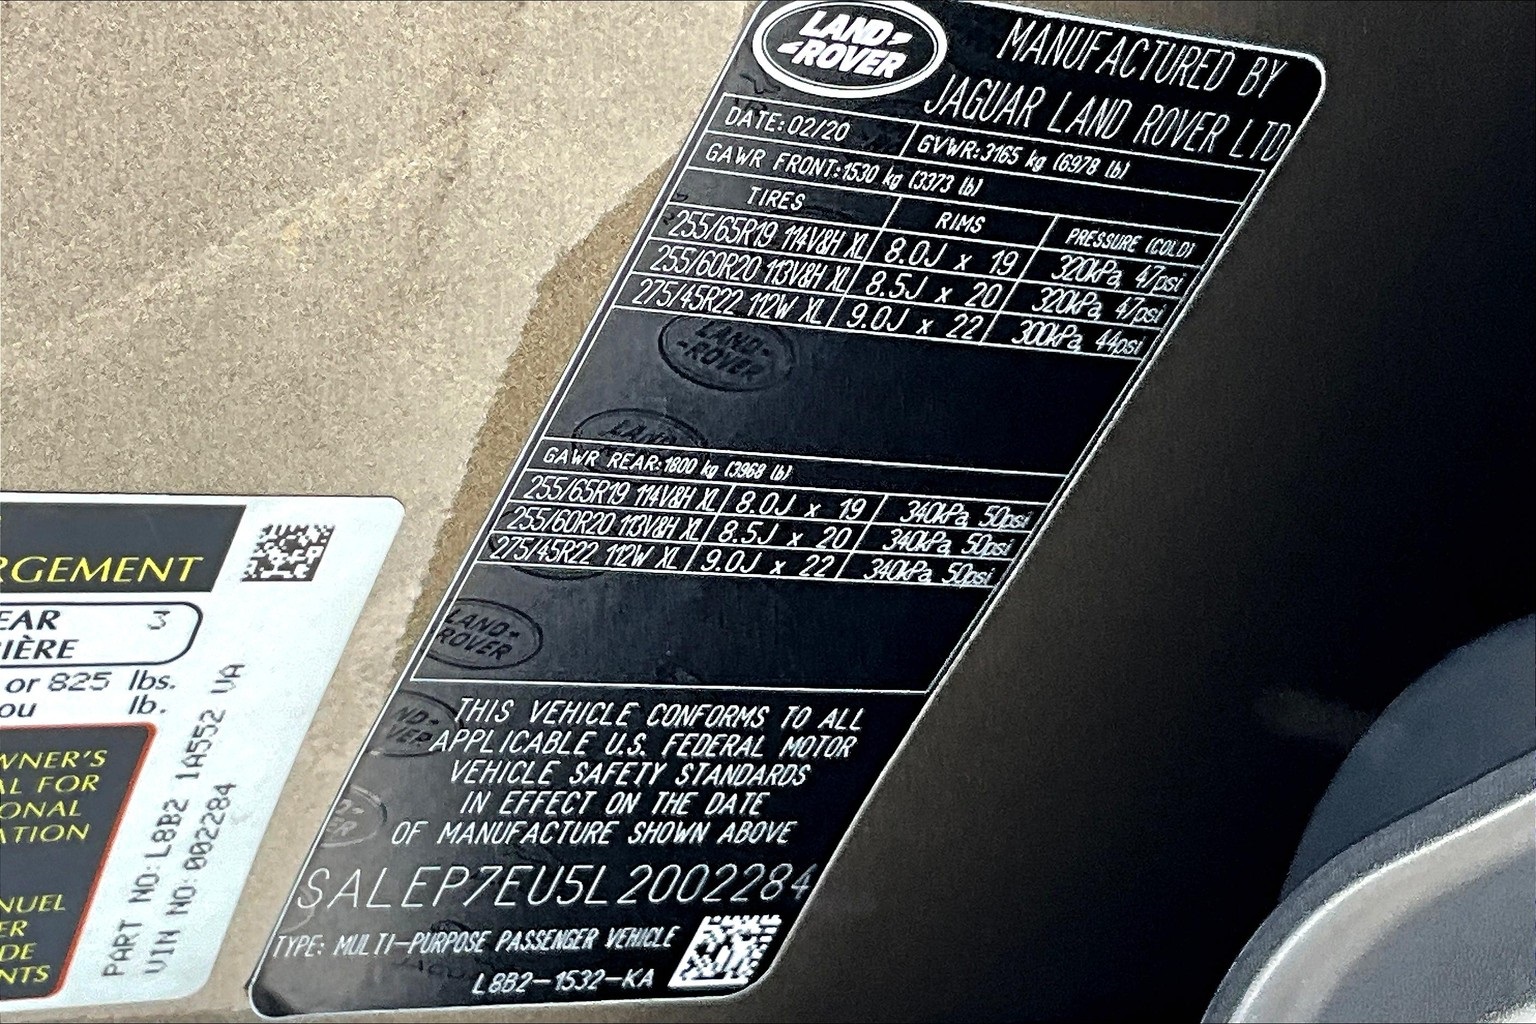 LAND-
-ROVER
MANUFACTURED BY
JAGUAR LAND ROVER LTD
DATE:02/20 GVWR:3165 kg (6978 lb)
GAWR FRONT:1530 kg (3373 lb)
TIRES RIMS PRESSURE (COLD)
255/65R19 114V&H XL 8.0J x 19 320kPa, 47psi
255/60R20 113V&H XL 8.5J x 20 320kPa, 47psi
275/45R22 112W XL 9.0J x 22 300kPa, 44psi
LAND-
-ROVER
LAND
GAWR REAR:1800 kg (3968 lb)
255/65R19 114V&H XL 8.0J x 19 340kPa, 50psi
255/60R20 113V&H XL 8.5J x 20 340kPa, 50psi
275/45R22 112W XL 9.0J x 22 340kPa, 50psi
LAND-
ROVER
THIS VEHICLE CONFORMS TO ALL
APPLICABLE U.S. FEDERAL MOTOR
VEHICLE SAFETY STANDARDS
IN EFFECT ON THE DATE
OF MANUFACTURE SHOWN ABOVE
SALEP7EU5L2002284
TYPE: MULTI-PURPOSE PASSENGER VEHICLE
L8B2-1532-KA
RGEMENT
EAR 3
IÈRE
or 825 lbs.
ou lb.
WNER'S
AL FOR
ONAL
ATION
NUEL
ER
DE
NTS
PART NO:L8B2 1A552 VA
VIN NO:002284